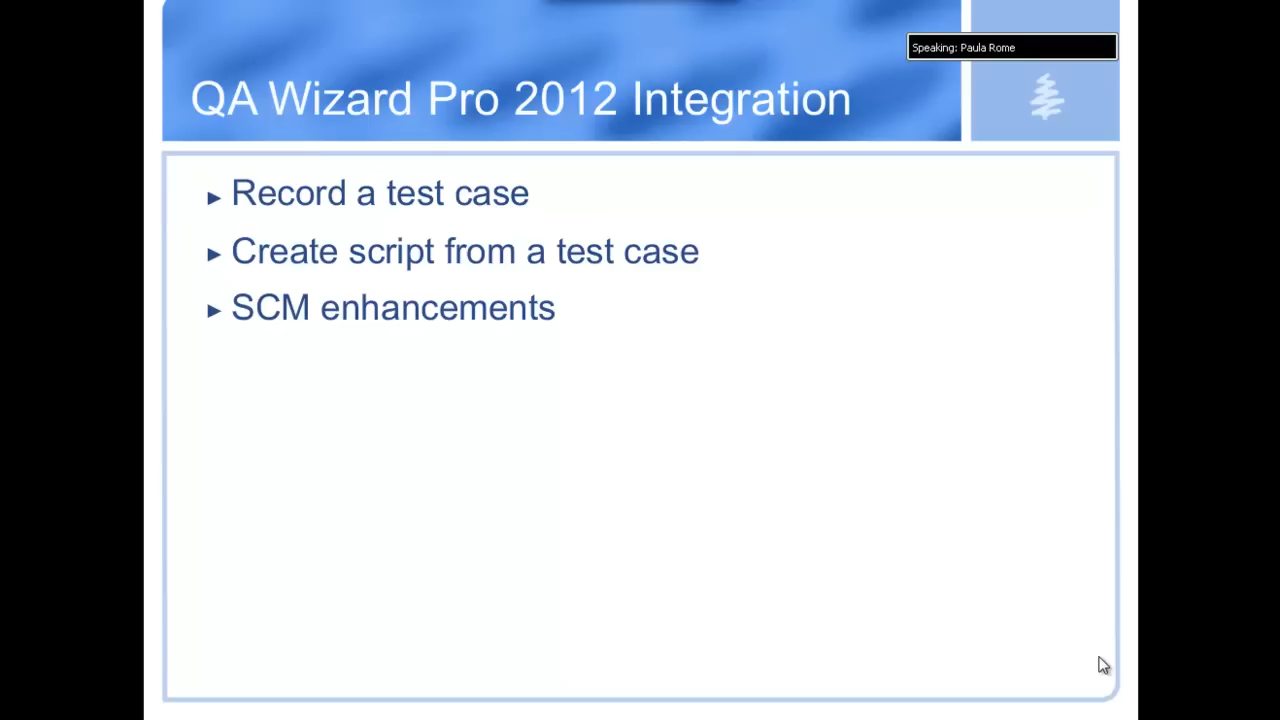 Speaking: Paula Rome
QA Wizard Pro 2012 Integration
► Record a test case
► Create script from a test case
► SCM enhancements